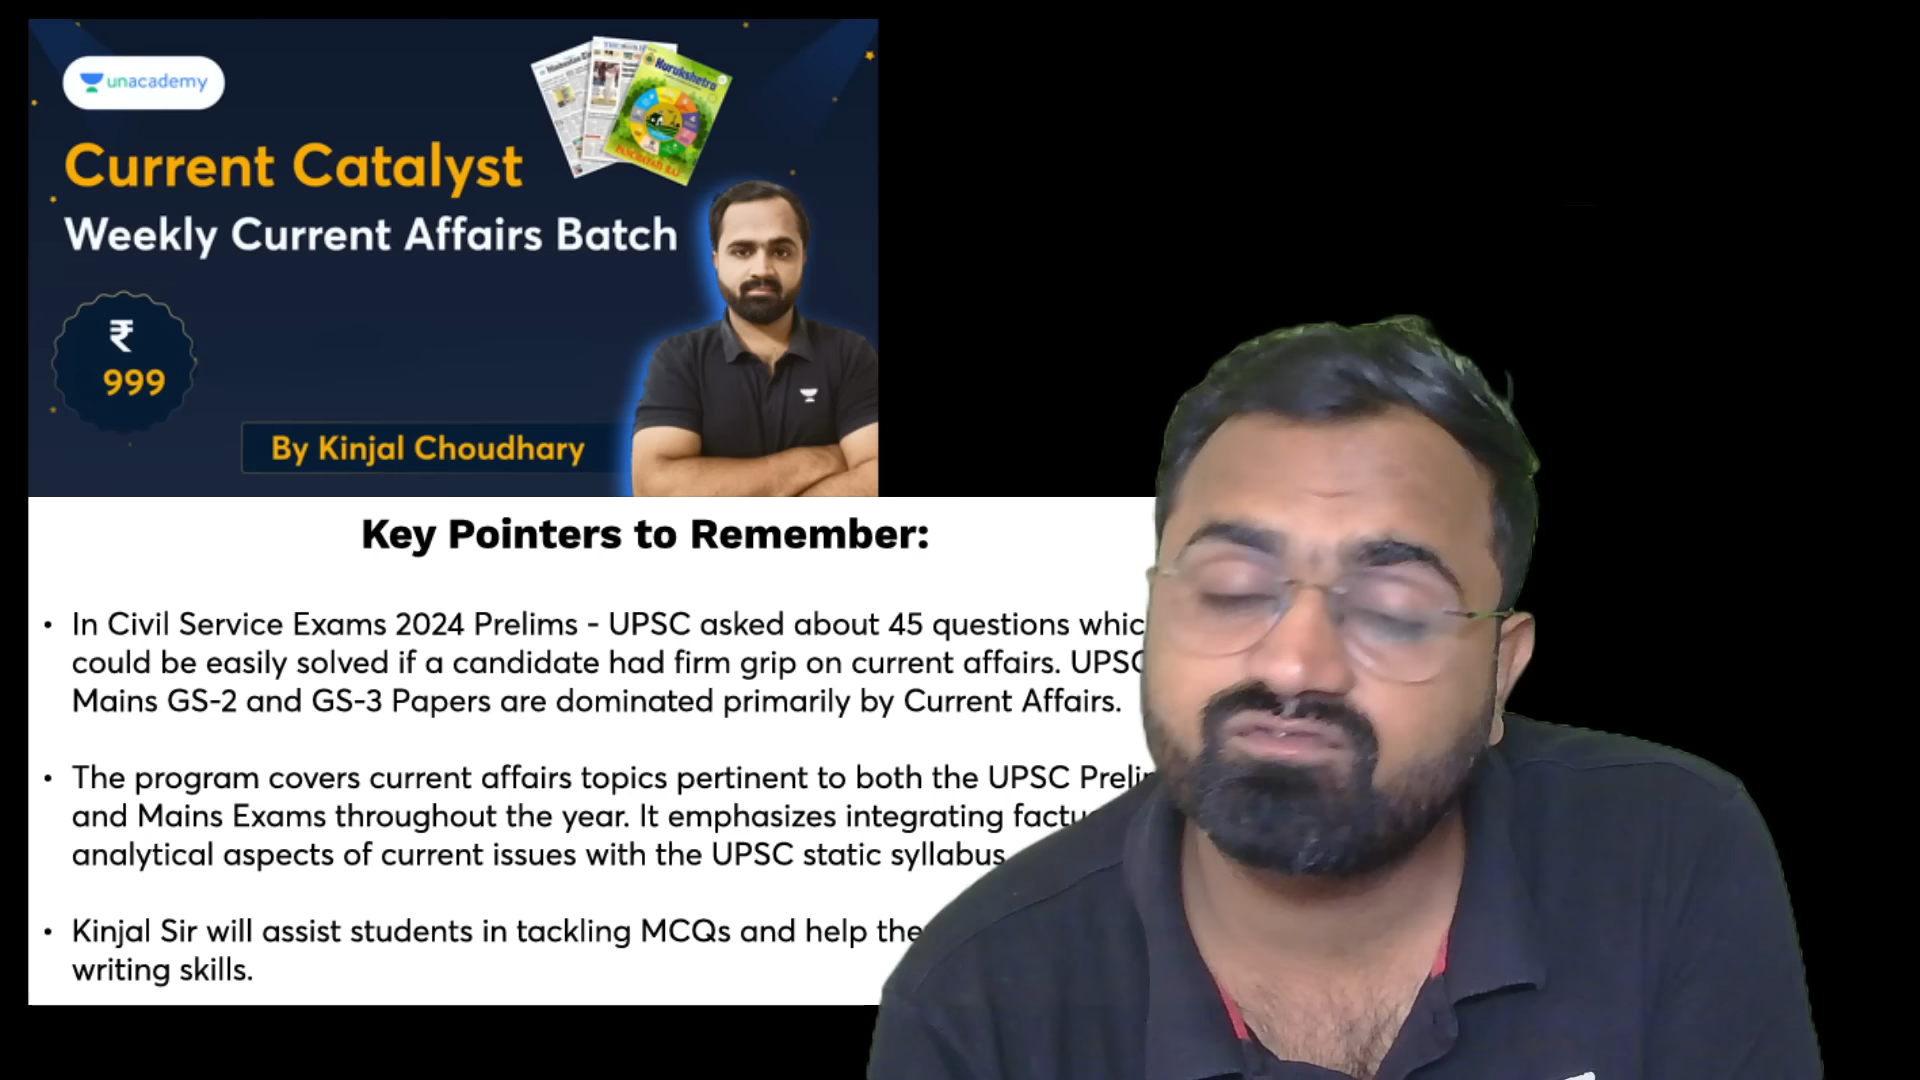 unacademy
Kurukshetra
PANCHAYATI RAJ
Current Catalyst
Weekly Current Affairs Batch
₹
999
By Kinjal Choudhary
Key Pointers to Remember:
• In Civil Service Exams 2024 Prelims - UPSC asked about 45 questions whic
could be easily solved if a candidate had firm grip on current affairs. UPSC
Mains GS-2 and GS-3 Papers are dominated primarily by Current Affairs.
• The program covers current affairs topics pertinent to both the UPSC Preli
and Mains Exams throughout the year. It emphasizes integrating factu
analytical aspects of current issues with the UPSC static syllabus
• Kinjal Sir will assist students in tackling MCQs and help the
writing skills.